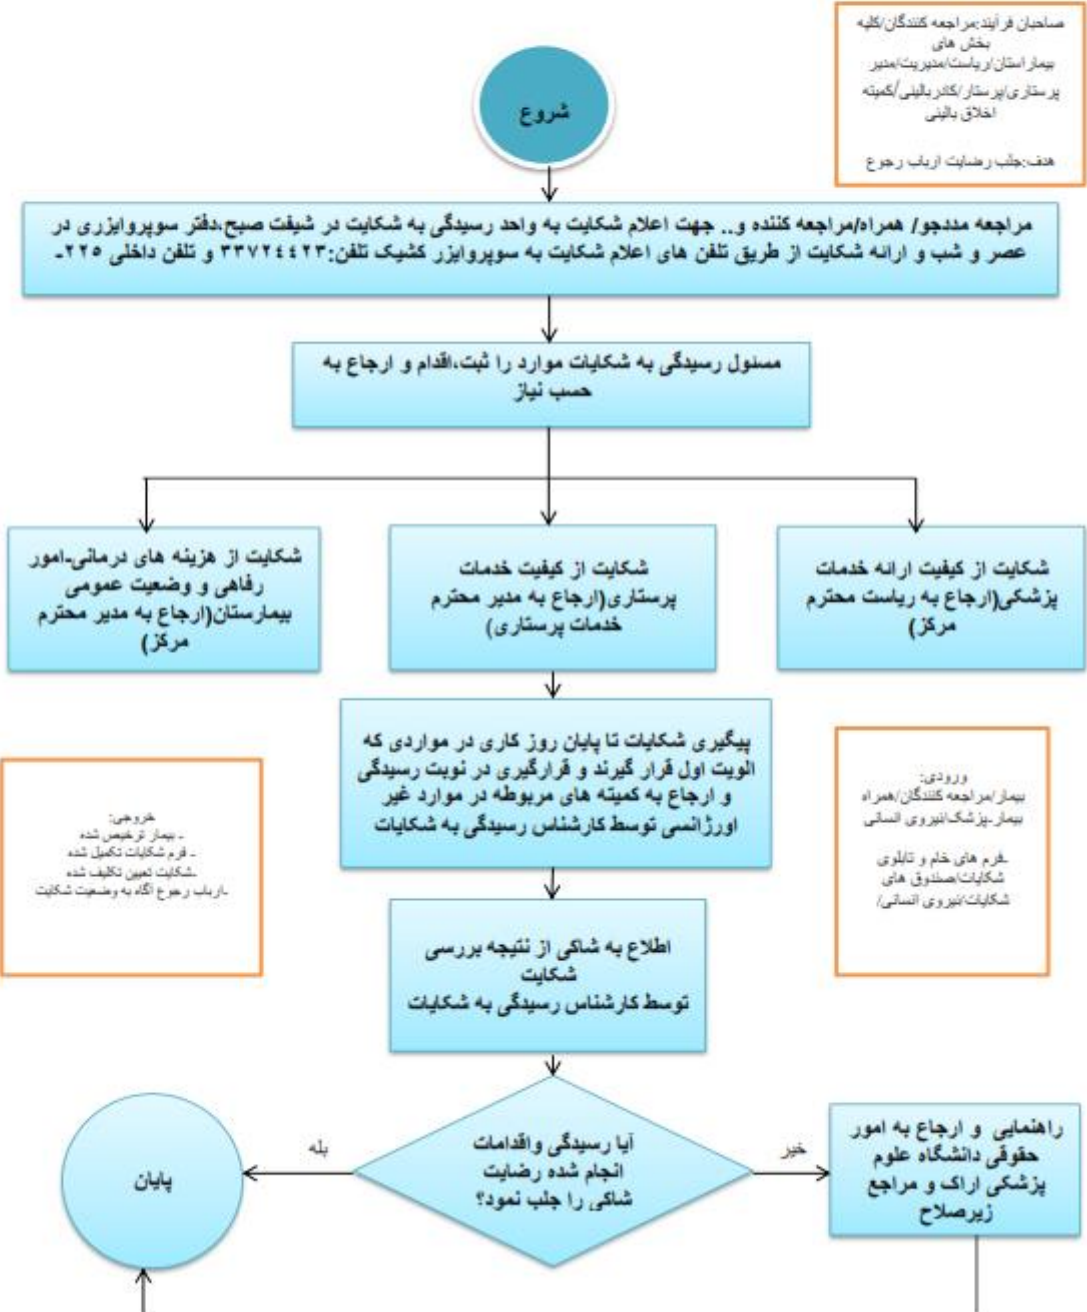 صاحبان فرآیند:مراجعه کنندگان/کلیه
بخش های
بیمارستان/ریاست/مدیریت/مدیر
پرستاری/پرستار/کادربالینی/کمیته
اخلاق بالینی
هدف:جلب رضایت ارباب رجوع
شروع
مراجعه مددجو/ همراه/مراجعه کننده و.. جهت اعلام شکایت به واحد رسیدگی به شکایت در شیفت صبح،دفتر سوپروایزری در
عصر و شب و ارائه شکایت از طریق تلفن های اعلام شکایت به سوپروایزر کشیک تلفن:۳۳۷۲٤٤۲۳ و تلفن داخلی ۲۲۵-
مسئول رسیدگی به شکایات موارد را ثبت،اقدام و ارجاع به
حسب نیاز
شکایت از کیفیت ارائه خدمات
پزشکی(ارجاع به ریاست محترم
مرکز)
شکایت از کیفیت خدمات
پرستاری(ارجاع به مدیر محترم
خدمات پرستاری)
شکایت از هزینه های درمانی-امور
رفاهی و وضعیت عمومی
بیمارستان(ارجاع به مدیر محترم
مرکز)
پیگیری شکایات تا پایان روز کاری در مواردی که
الویت اول قرار گیرند و قرارگیری در نوبت رسیدگی
و ارجاع به کمیته های مربوطه در موارد غیر
اورژانسی توسط کارشناس رسیدگی به شکایات
ورودی:
بیمار/مراجعه کنندگان/همراه
بیمار-پزشک/نیروی انسانی
-فرم های خام و تابلوی
شکایات/صندوق های
شکایات/نیروی انسانی/
خروجی:
- بیمار ترخیص شده
- فرم شکایات تکمیل شده
-شکایت تعیین تکلیف شده
-ارباب رجوع آگاه به وضعیت شکایت
اطلاع به شاکی از نتیجه بررسی
شکایت
توسط کارشناس رسیدگی به شکایات
آیا رسیدگی واقدامات
انجام شده رضایت
شاکی را جلب نمود؟
خیر
بله
راهنمایی و ارجاع به امور
حقوقی دانشگاه علوم
پزشکی اراک و مراجع
زیرصلاح
پایان